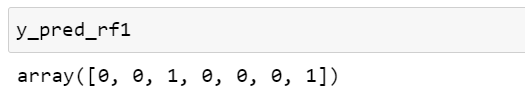 y_pred_rf1
array([0, 0, 1, 0, 0, 0, 1])